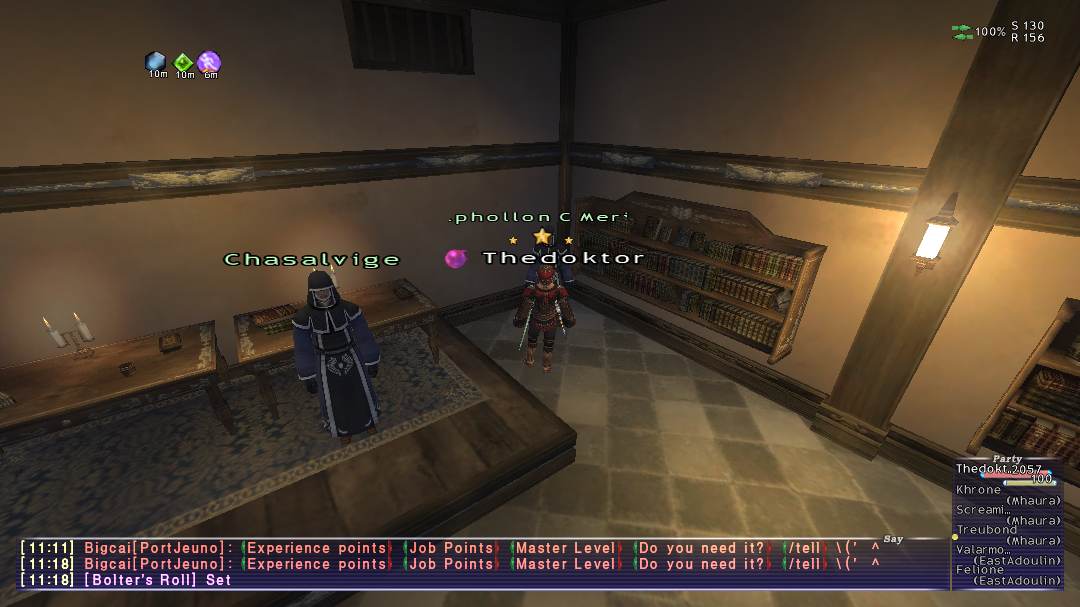 100% S 130
R 156
10m 10m 6m
.phollon C Meri
Chasalvige
Thedoktor
Party
Thedokt.. 2057
100
Khrone
(Mhaura)
Screami...
(Mhaura)
Treubond
(Mhaura)
Valarmo...
(EastAdoulin)
Felione
(EastAdoulin)
Say
[11:11] Bigcai[PortJeuno]: Experience points Job Points Master Level Do you need it? /tell \(' ^
[11:18] Bigcai[PortJeuno]: Experience points Job Points Master Level Do you need it? /tell \(' ^
[11:18] [Bolter's Roll] Set